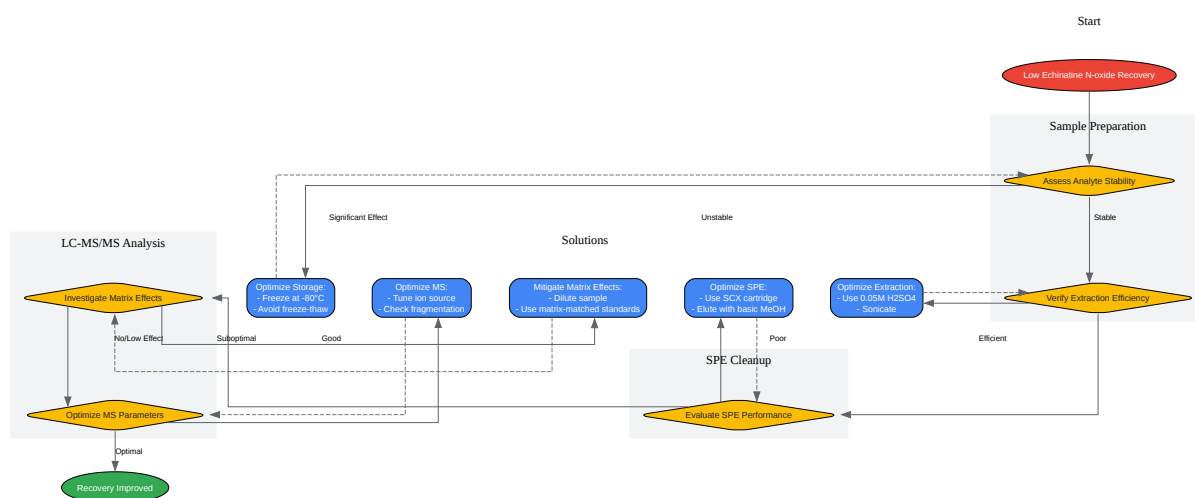 Start
Low Echinatine N-oxide Recovery
Sample Preparation
Assess Analyte Stability
Significant Effect
Unstable
Stable
LC-MS/MS Analysis
Solutions
Investigate Matrix Effects
Optimize Storage:
- Freeze at -80°C
- Avoid freeze-thaw
Optimize MS:
- Tune ion source
- Check fragmentation
Mitigate Matrix Effects:
- Dilute sample
- Use matrix-matched standards
Optimize SPE:
- Use SCX cartridge
- Elute with basic MeOH
Optimize Extraction:
- Use 0.05M H2SO4
- Sonicate
Verify Extraction Efficiency
No/Low Effect
Suboptimal
Good
Poor
Efficient
SPE Cleanup
Optimize MS Parameters
Evaluate SPE Performance
Optimal
Recovery Improved